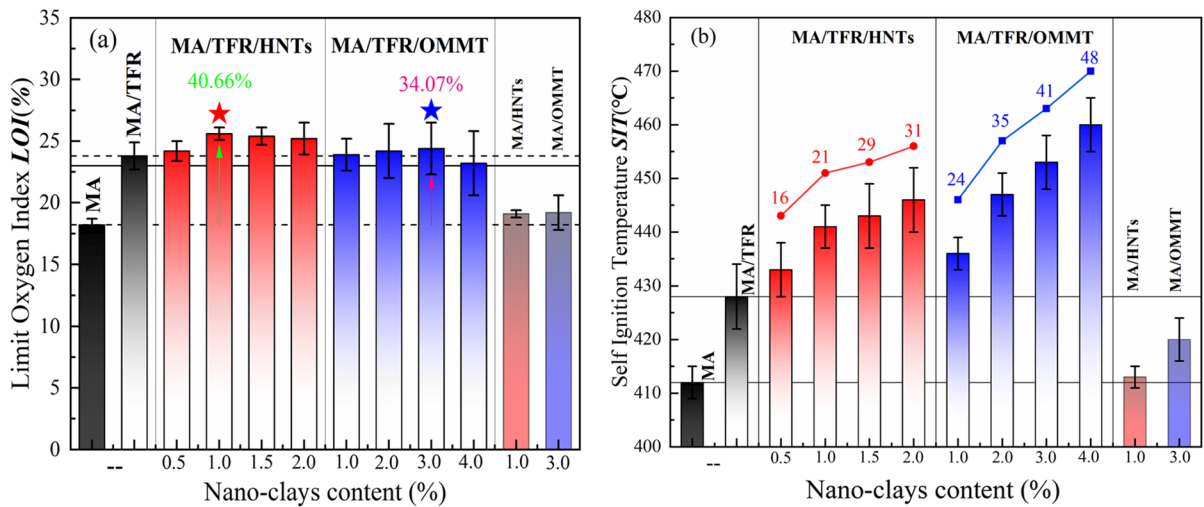 (a)
MA/TFR/HNTs
MA/TFR/OMMT
40.66%
34.07%
MA
MA/TFR
MA/HNTs
MA/OMMT
Limit Oxygen Index LOI(%)
35
30
25
20
15
10
5
0
--
0.5 1.0 1.5 2.0 1.0 2.0 3.0 4.0 1.0 3.0
Nano-clays content (%)
(b)
MA/TFR/HNTs
MA/TFR/OMMT
16 21 29 31
24 35 41 48
MA
MA/TFR
MA/HNTs
MA/OMMT
Self Ignition Temperature SIT(°C)
480
470
460
450
440
430
420
410
400
--
0.5 1.0 1.5 2.0 1.0 2.0 3.0 4.0 1.0 3.0
Nano-clays content (%)